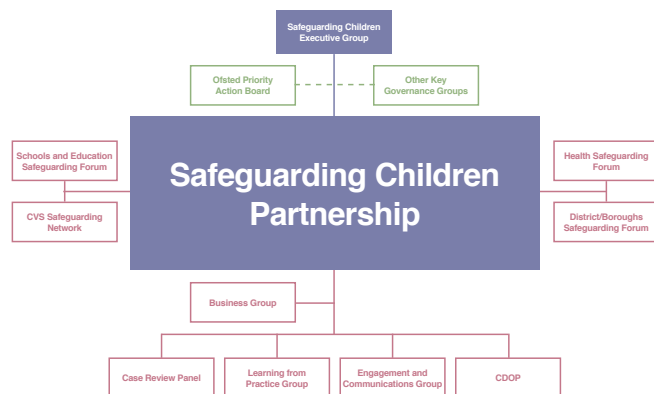 Safeguarding Children
Executive Group
Ofsted Priority
Action Board
Other Key
Governance Groups
Schools and Education
Safeguarding Forum
Safeguarding Children
Partnership
Health Safeguarding
Forum
CVS Safeguarding
Network
District/Boroughs
Safeguarding Forum
Business Group
Case Review Panel
Learning from
Practice Group
Engagement and
Communications Group
CDOP